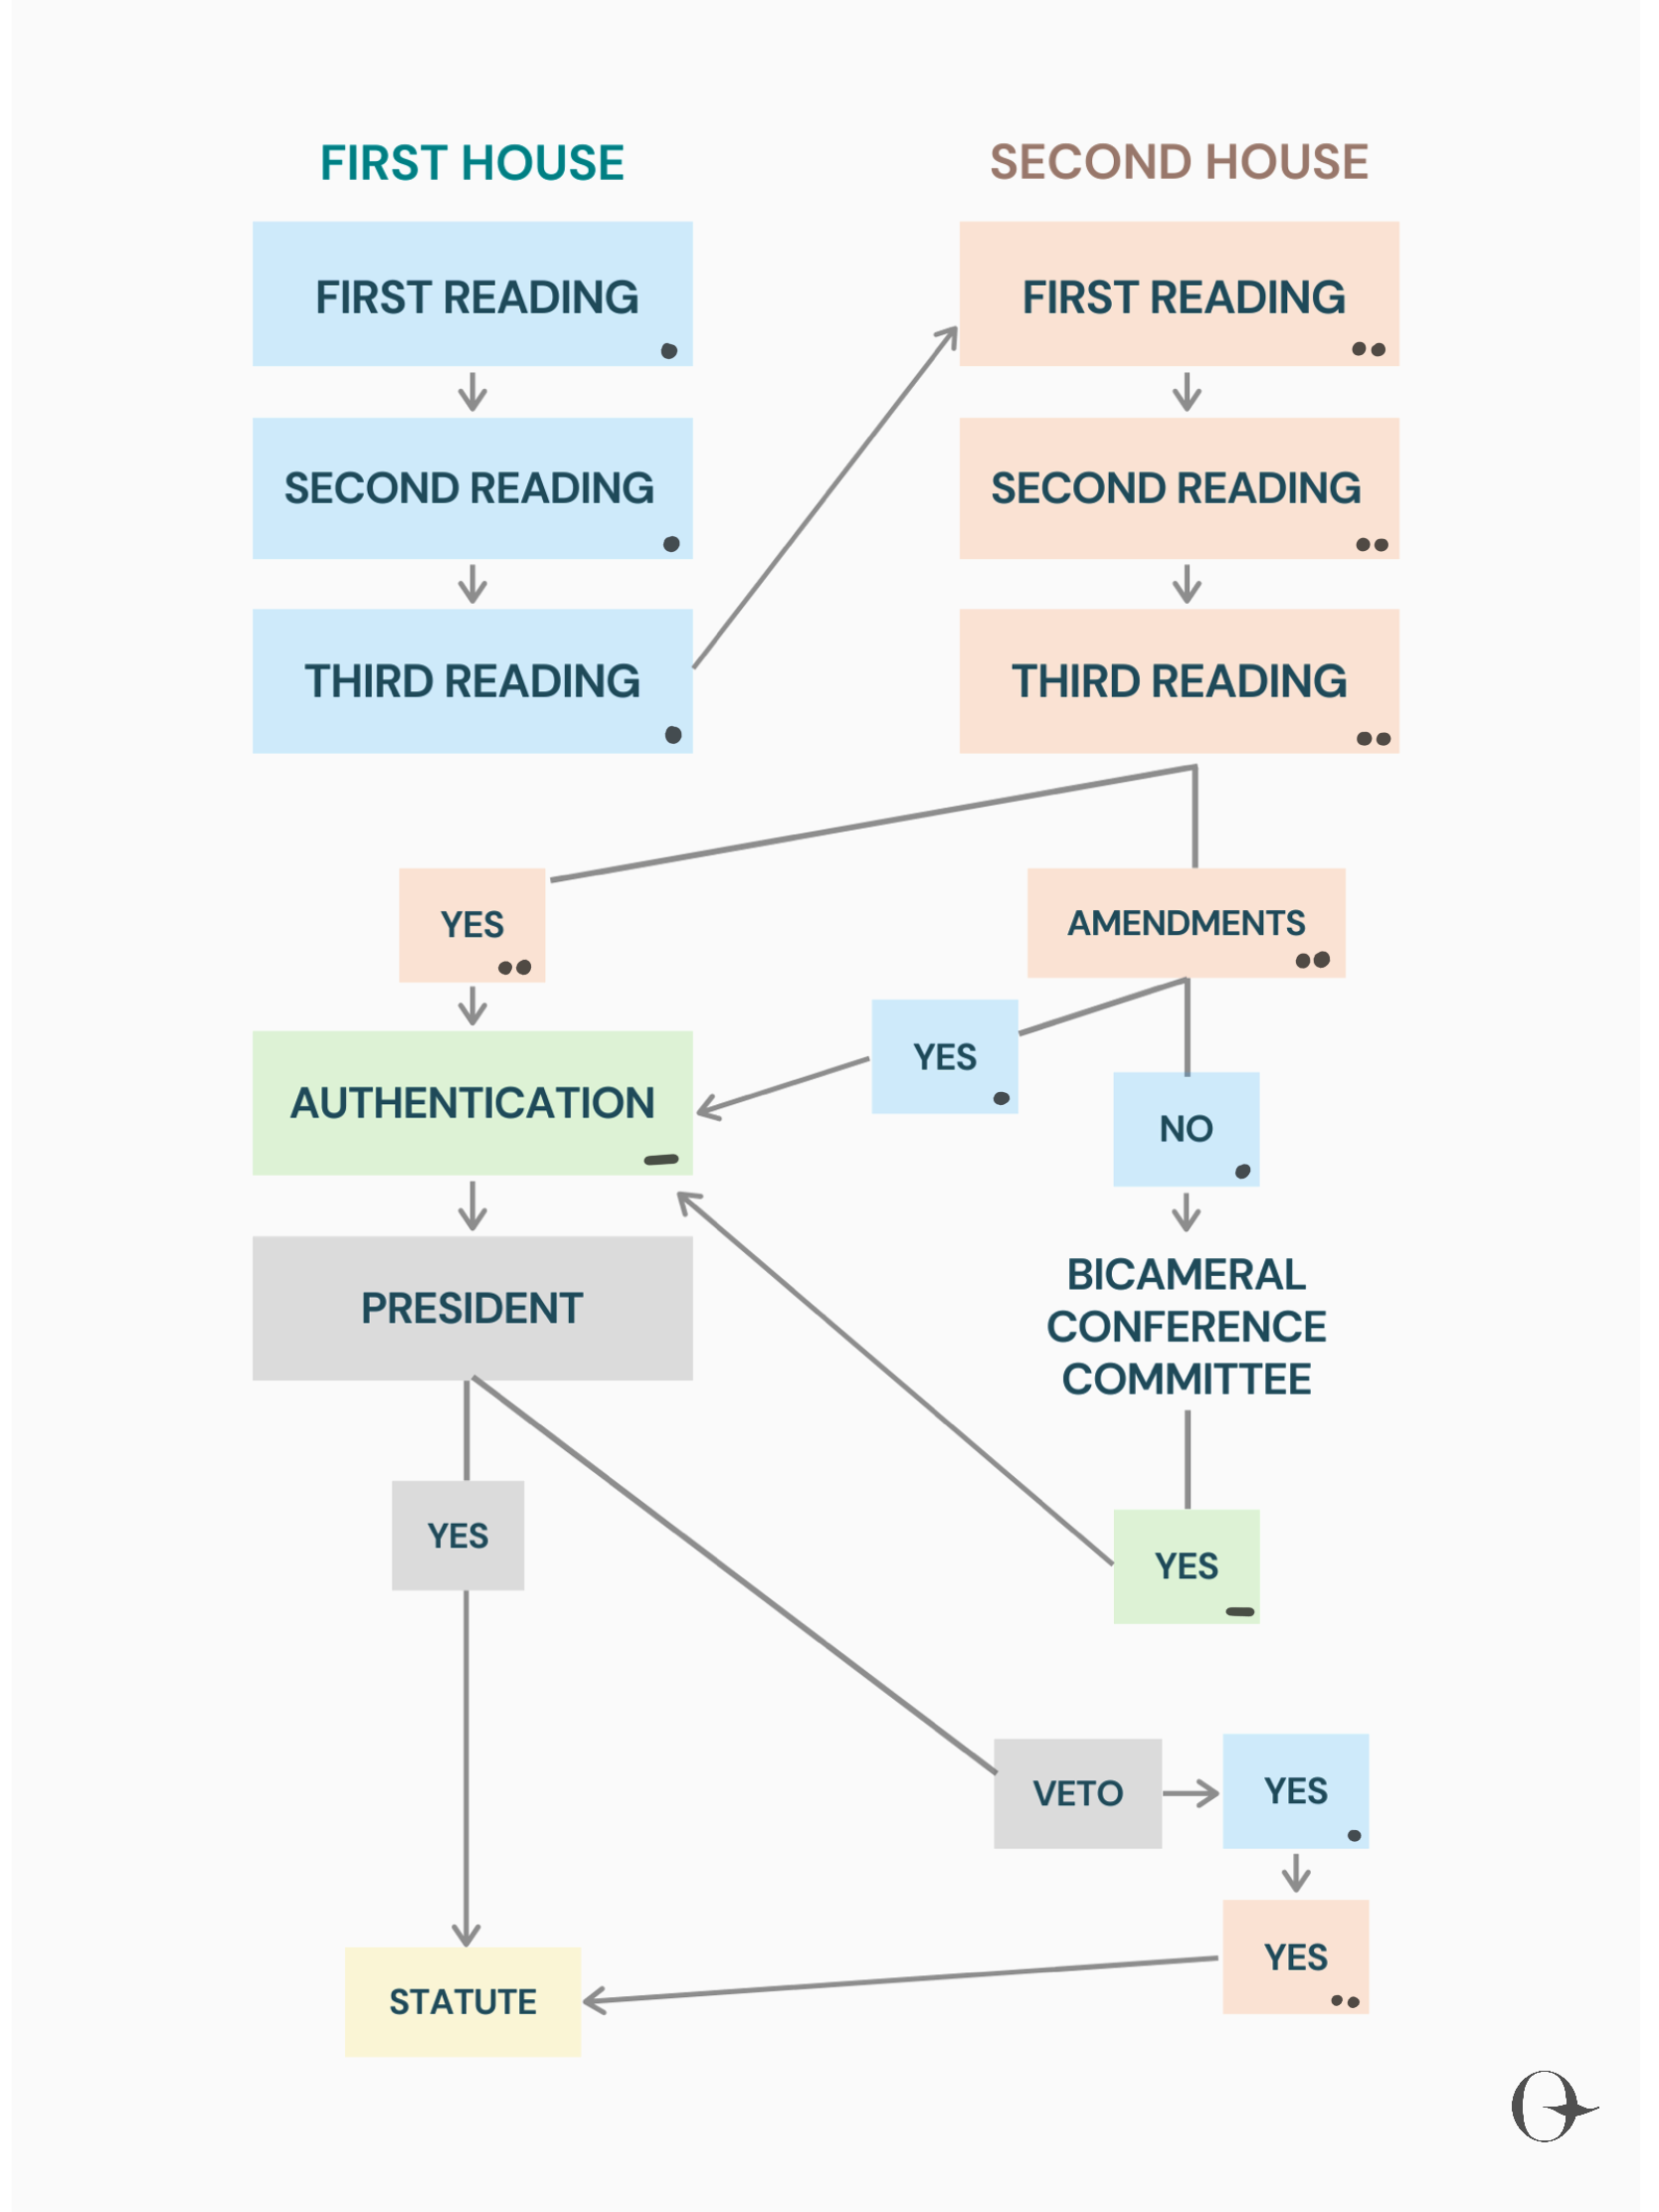 FIRST HOUSE
SECOND HOUSE
FIRST READING
FIRST READING
SECOND READING
SECOND READING
THIRD READING
THIRD READING
YES
AMENDMENTS
YES
AUTHENTICATION
NO
PRESIDENT
BICAMERAL
CONFERENCE
COMMITTEE
YES
YES
VETO
YES
YES
STATUTE